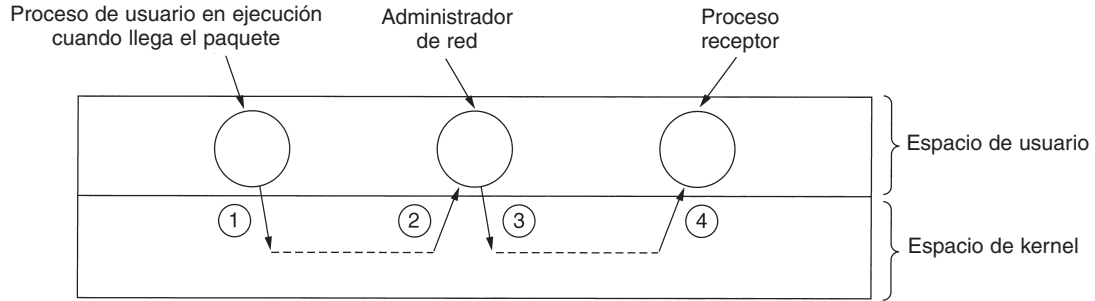 Proceso de usuario en ejecución
cuando llega el paquete
Administrador
de red
Proceso
receptor
Espacio de usuario
1
2
3
4
Espacio de kernel